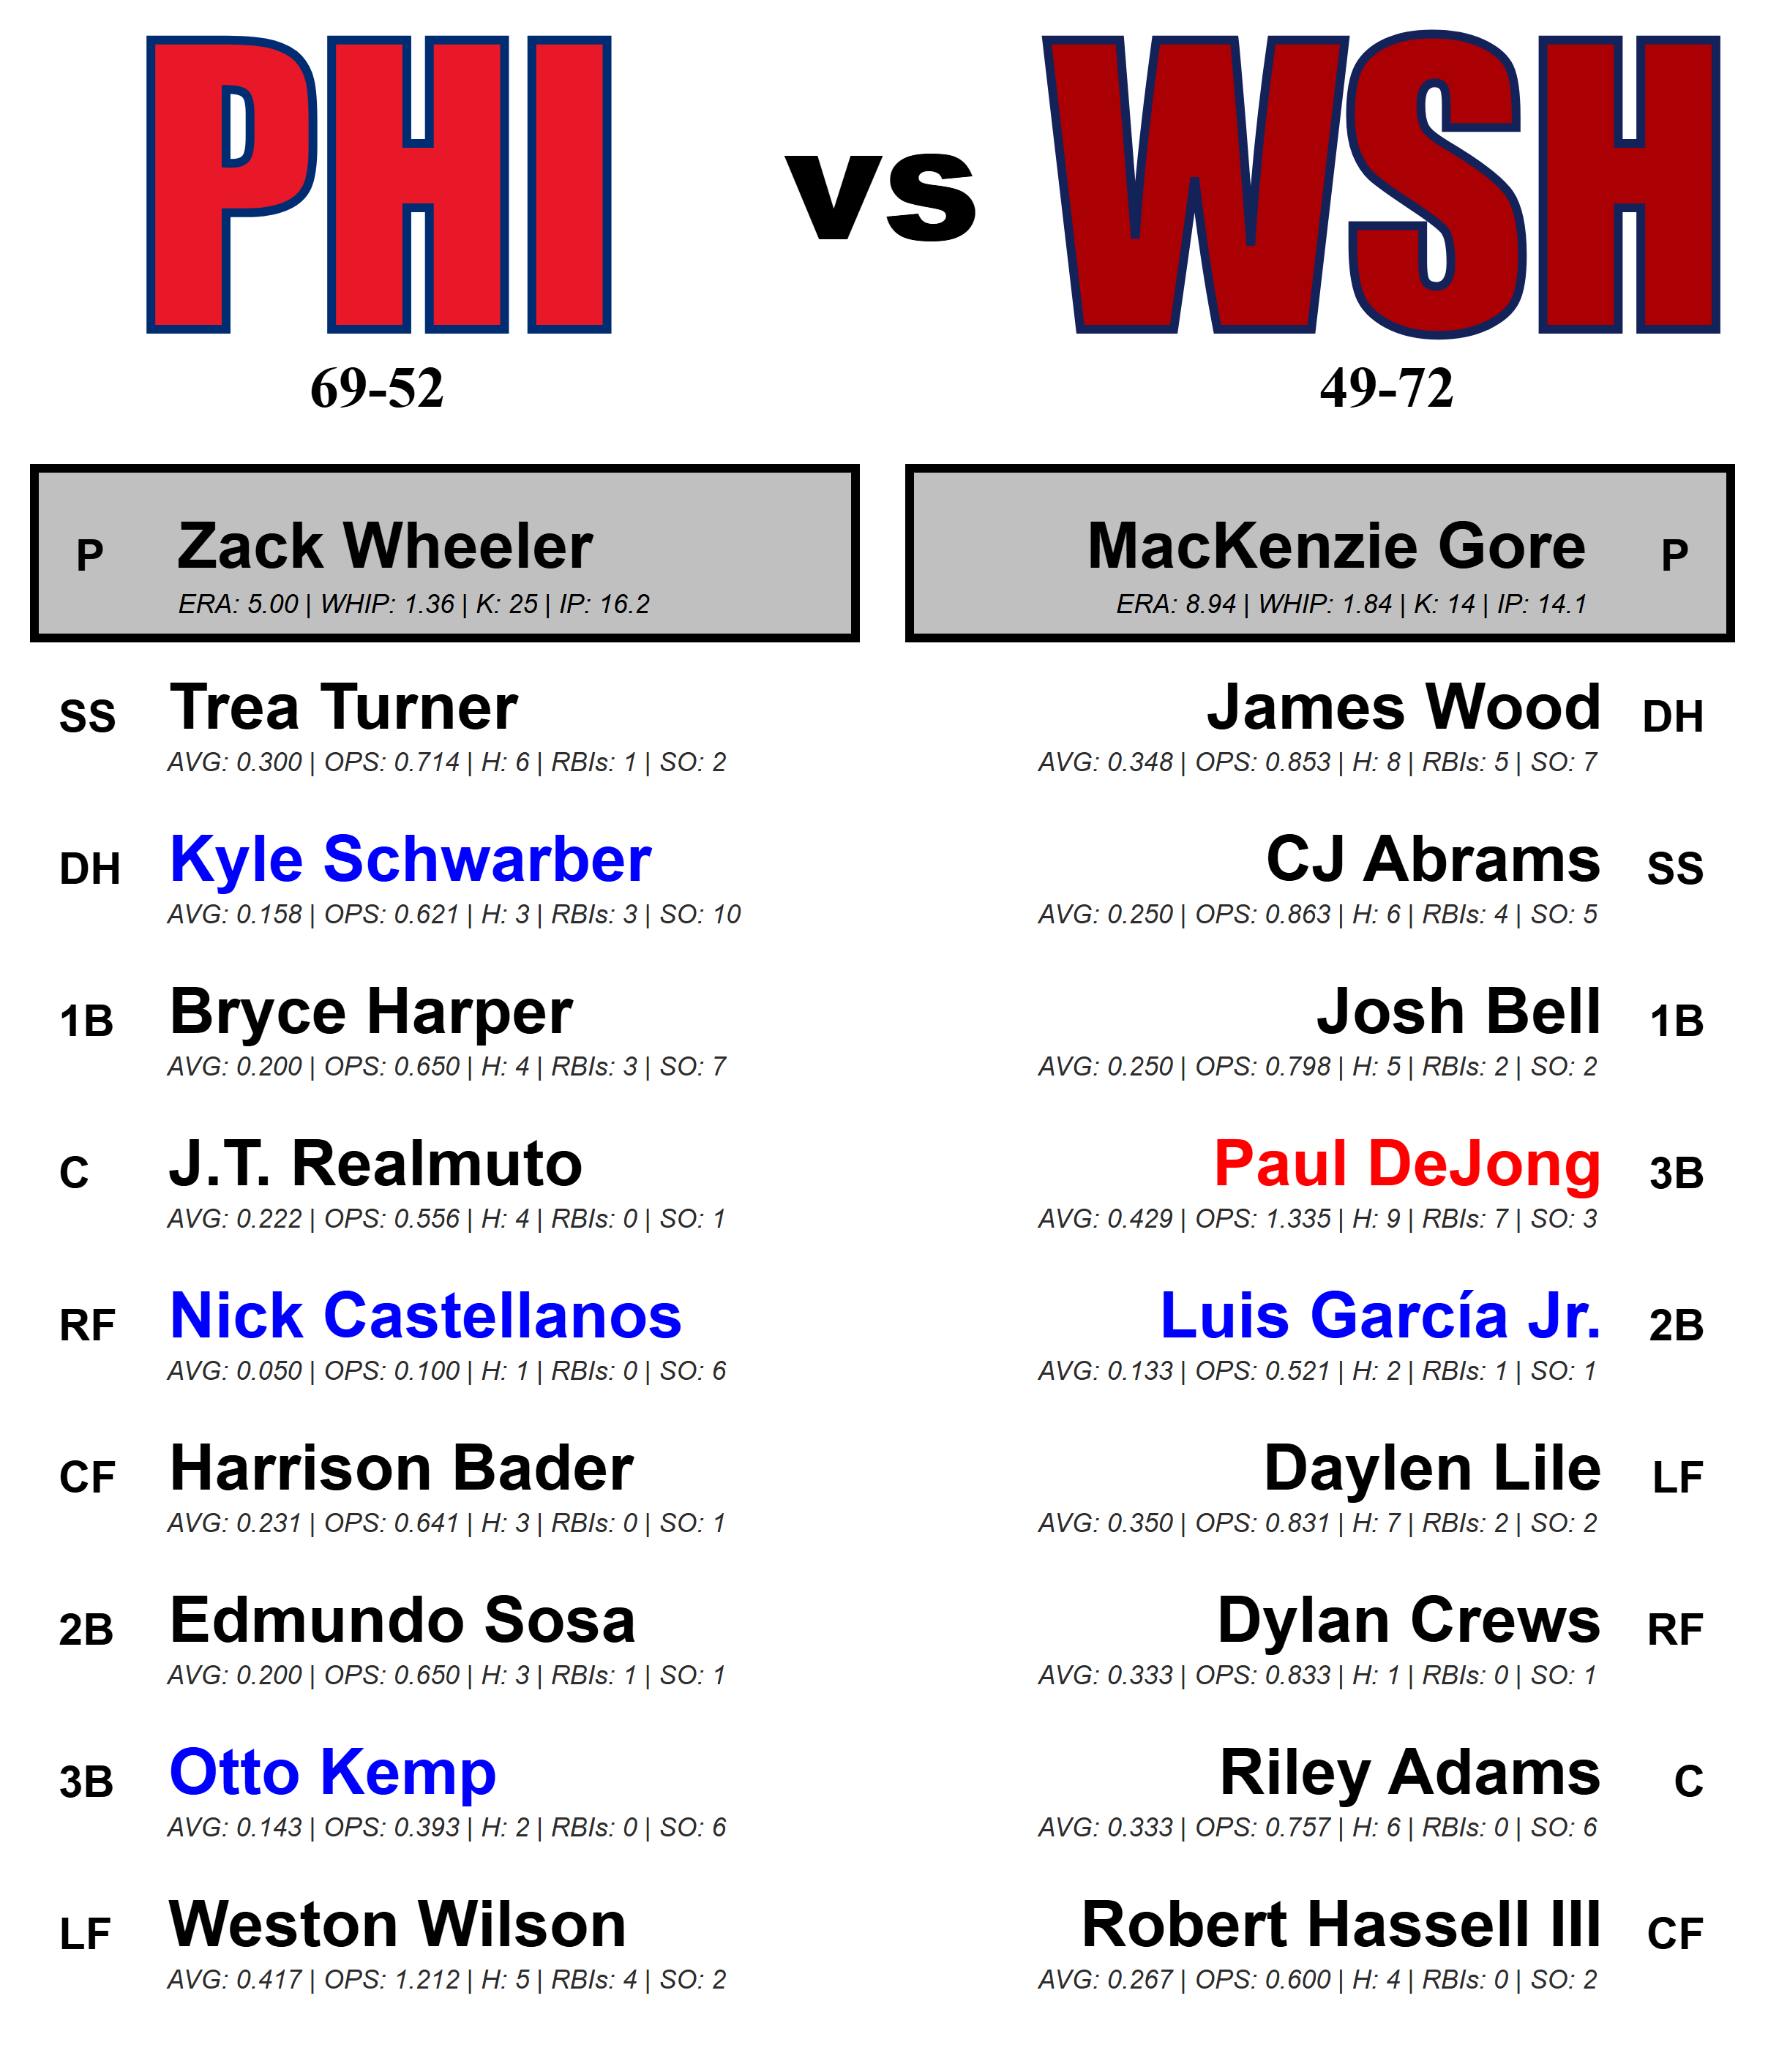 PHI vs WSH
69-52 49-72
P Zack Wheeler MacKenzie Gore P
ERA: 5.00 | WHIP: 1.36 | K: 25 | IP: 16.2 ERA: 8.94 | WHIP: 1.84 | K: 14 | IP: 14.1
SS Trea Turner James Wood DH
AVG: 0.300 | OPS: 0.714 | H: 6 | RBIs: 1 | SO: 2 AVG: 0.348 | OPS: 0.853 | H: 8 | RBIs: 5 | SO: 7
DH Kyle Schwarber CJ Abrams SS
AVG: 0.158 | OPS: 0.621 | H: 3 | RBIs: 3 | SO: 10 AVG: 0.250 | OPS: 0.863 | H: 6 | RBIs: 4 | SO: 5
1B Bryce Harper Josh Bell 1B
AVG: 0.200 | OPS: 0.650 | H: 4 | RBIs: 3 | SO: 7 AVG: 0.250 | OPS: 0.798 | H: 5 | RBIs: 2 | SO: 2
C J.T. Realmuto Paul DeJong 3B
AVG: 0.222 | OPS: 0.556 | H: 4 | RBIs: 0 | SO: 1 AVG: 0.429 | OPS: 1.335 | H: 9 | RBIs: 7 | SO: 3
RF Nick Castellanos Luis García Jr. 2B
AVG: 0.050 | OPS: 0.100 | H: 1 | RBIs: 0 | SO: 6 AVG: 0.133 | OPS: 0.521 | H: 2 | RBIs: 1 | SO: 1
CF Harrison Bader Daylen Lile LF
AVG: 0.231 | OPS: 0.641 | H: 3 | RBIs: 0 | SO: 1 AVG: 0.350 | OPS: 0.831 | H: 7 | RBIs: 2 | SO: 2
2B Edmundo Sosa Dylan Crews RF
AVG: 0.200 | OPS: 0.650 | H: 3 | RBIs: 1 | SO: 1 AVG: 0.333 | OPS: 0.833 | H: 1 | RBIs: 0 | SO: 1
3B Otto Kemp Riley Adams C
AVG: 0.143 | OPS: 0.393 | H: 2 | RBIs: 0 | SO: 6 AVG: 0.333 | OPS: 0.757 | H: 6 | RBIs: 0 | SO: 6
LF Weston Wilson Robert Hassell III CF
AVG: 0.417 | OPS: 1.212 | H: 5 | RBIs: 4 | SO: 2 AVG: 0.267 | OPS: 0.600 | H: 4 | RBIs: 0 | SO: 2